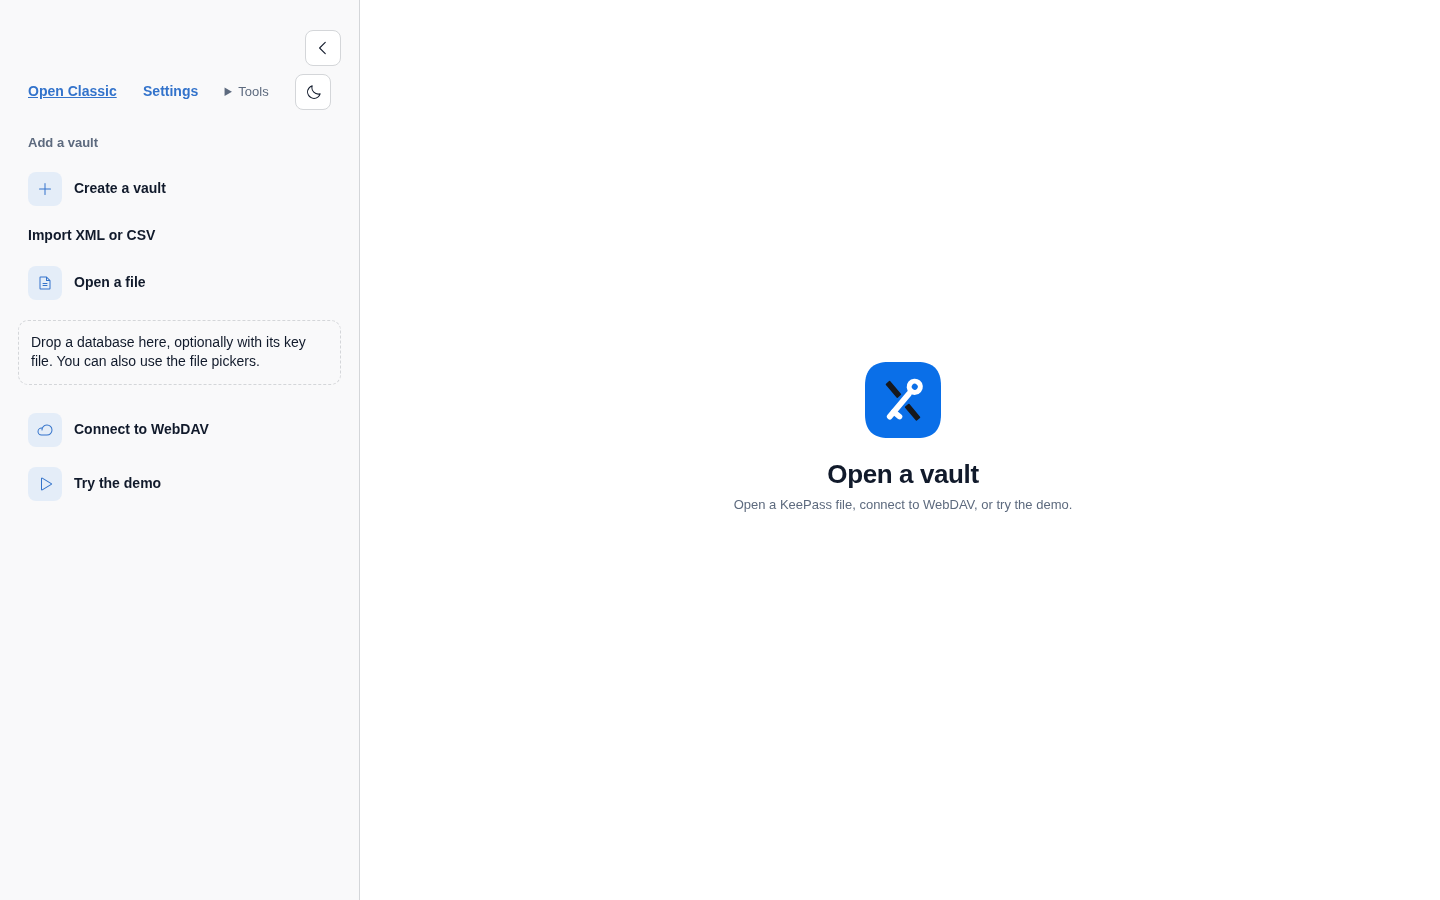 Open Classic
Settings
Tools
Add a vault
Create a vault
Import XML or CSV
Open a file
Drop a database here, optionally with its key
file. You can also use the file pickers.
Connect to WebDAV
Try the demo
Open a vault
Open a KeePass file, connect to WebDAV, or try the demo.